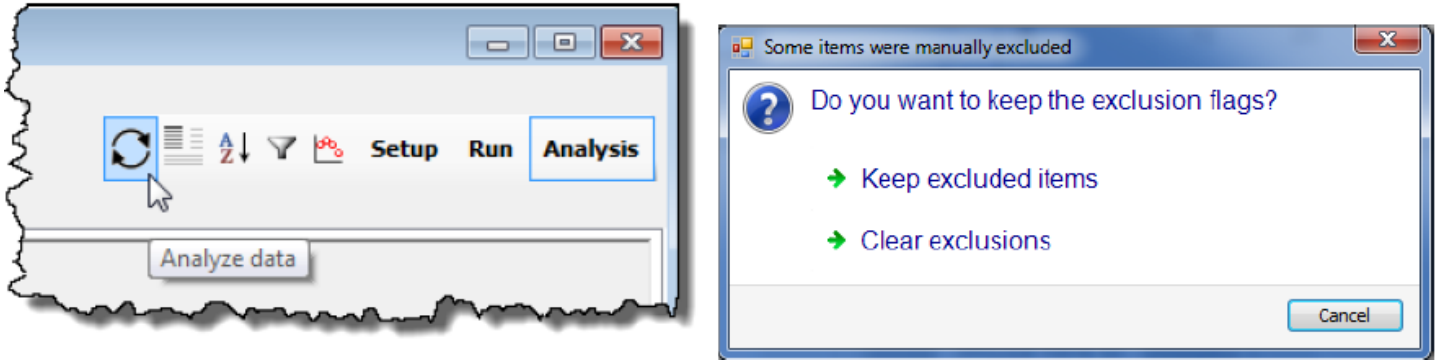 Setup Run Analysis
Analyze data
Some items were manually excluded
Do you want to keep the exclusion flags?
Keep excluded items
Clear exclusions
Cancel